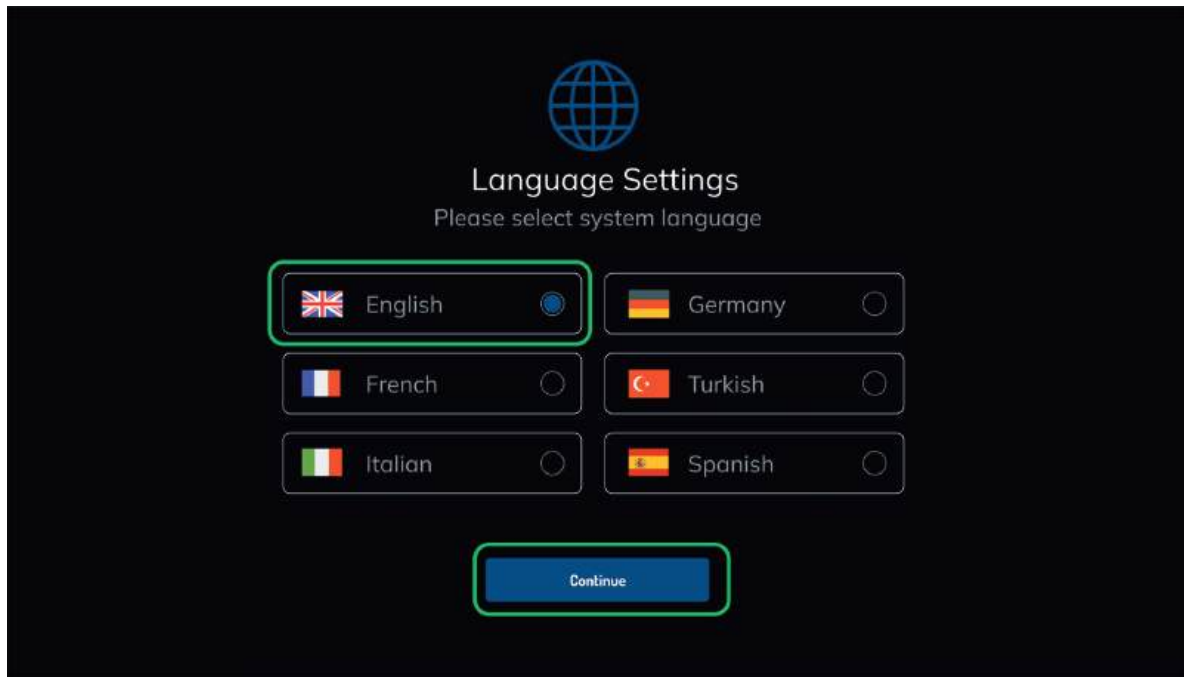 Language Settings
Please select system language
English
Germany
French
Turkish
Italian
Spanish
Continue